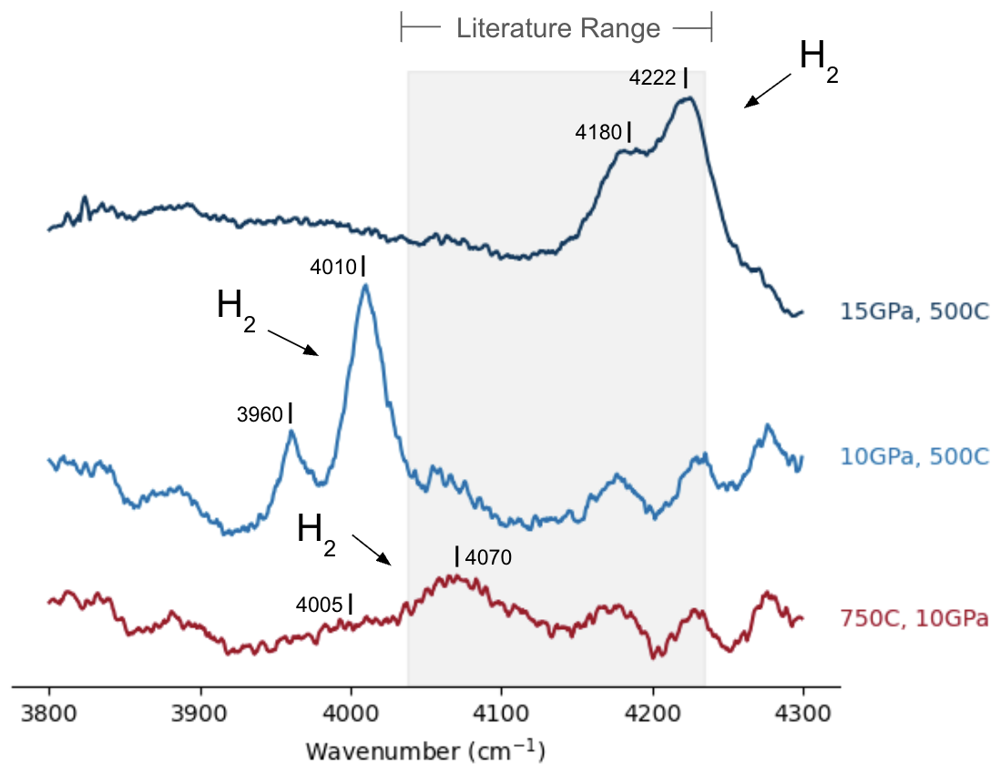 Literature Range
H₂
4222
4180
4010
H₂
15GPa, 500C
3960
10GPa, 500C
H₂
4070
4005
750C, 10GPa
3800 3900 4000 4100 4200 4300
Wavenumber (cm⁻¹)